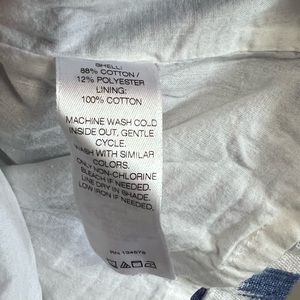 SHELL:
88% COTTON /
12% POLYESTER
LINING:
100% COTTON
MACHINE WASH COLD
INSIDE OUT, GENTLE
CYCLE.
WASH WITH SIMILAR
COLORS.
ONLY NON-CHLORINE
BLEACH IF NEEDED.
LINE DRY IN SHADE.
LOW IRON IF NEEDED.